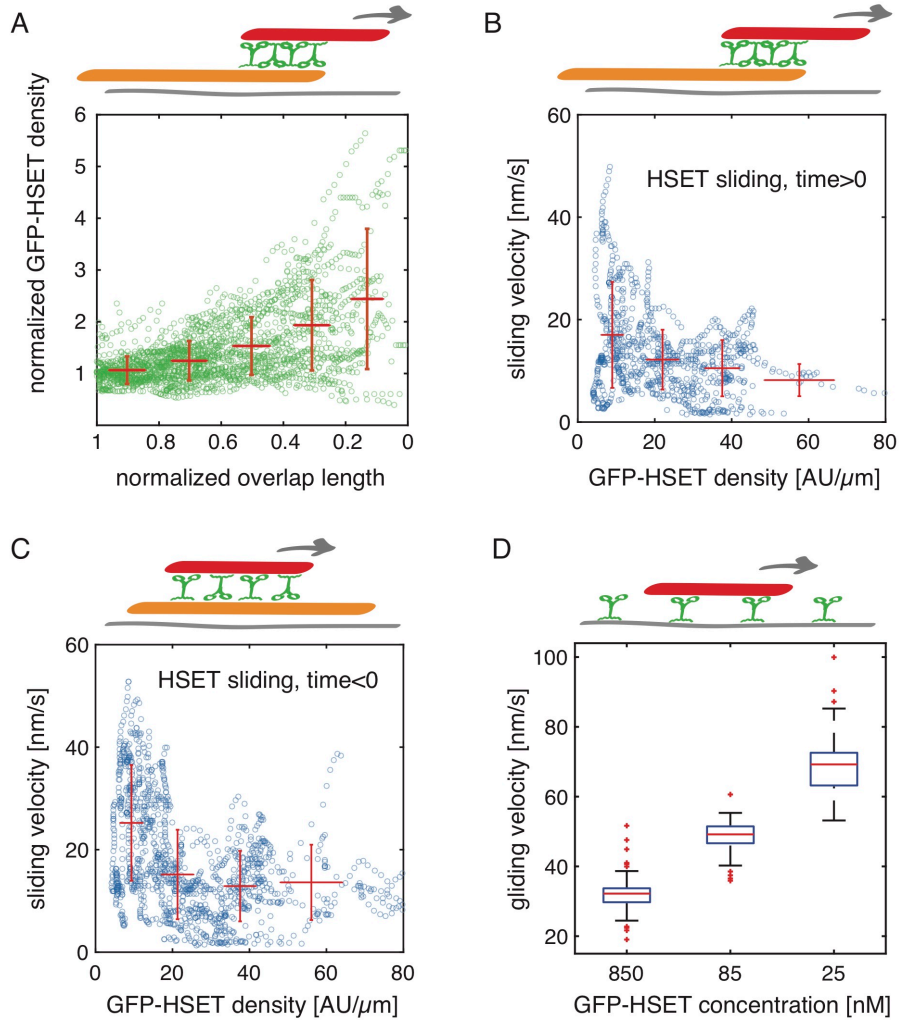 A
normalized GFP-HSET density
6
5
4
3
2
1
1 0.8 0.6 0.4 0.2 0
normalized overlap length
B
sliding velocity [nm/s]
60
40
20
0
HSET sliding, time>0
0 20 40 60 80
GFP-HSET density [AU/µm]
C
sliding velocity [nm/s]
60
40
20
0
HSET sliding, time<0
0 20 40 60 80
GFP-HSET density [AU/µm]
D
gliding velocity [nm/s]
100
80
60
40
20
850 85 25
GFP-HSET concentration [nM]